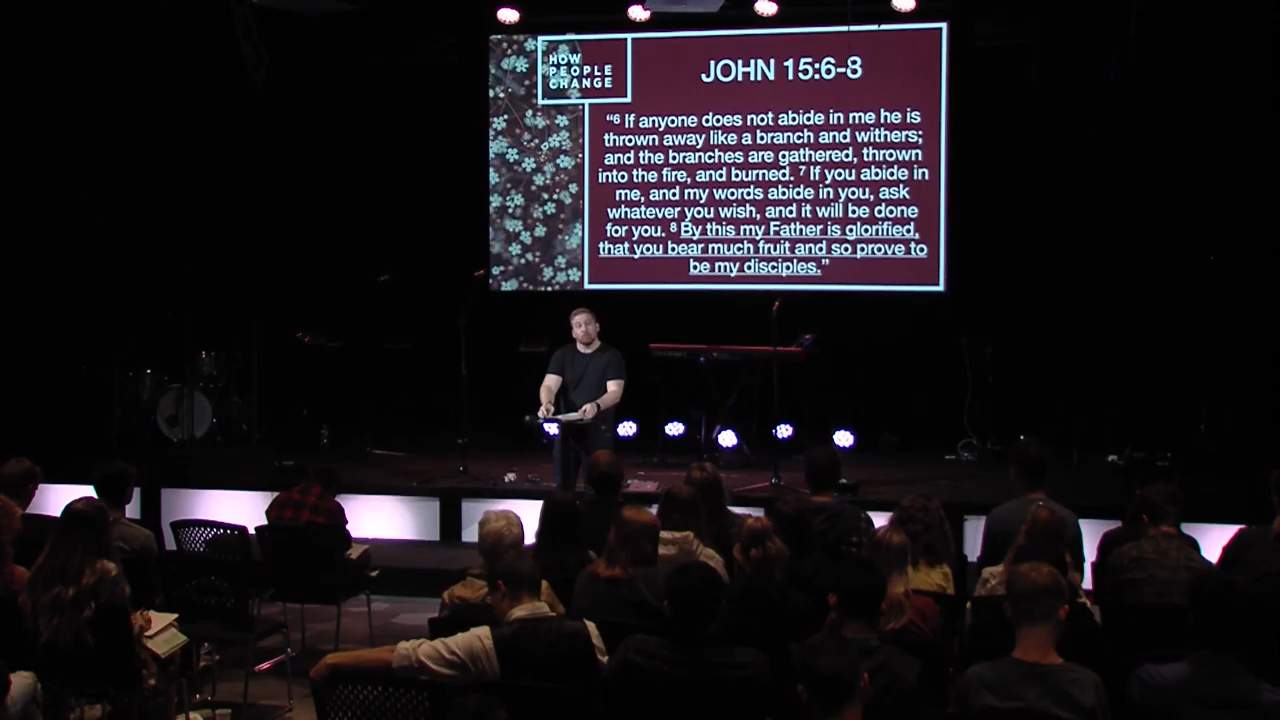 HOW
PEOPLE
CHANGE
JOHN 15:6-8
“⁶ If anyone does not abide in me he is
thrown away like a branch and withers;
and the branches are gathered, thrown
into the fire, and burned. ⁷ If you abide in
me, and my words abide in you, ask
whatever you wish, and it will be done
for you. ⁸ By this my Father is glorified,
that you bear much fruit and so prove to
be my disciples.”